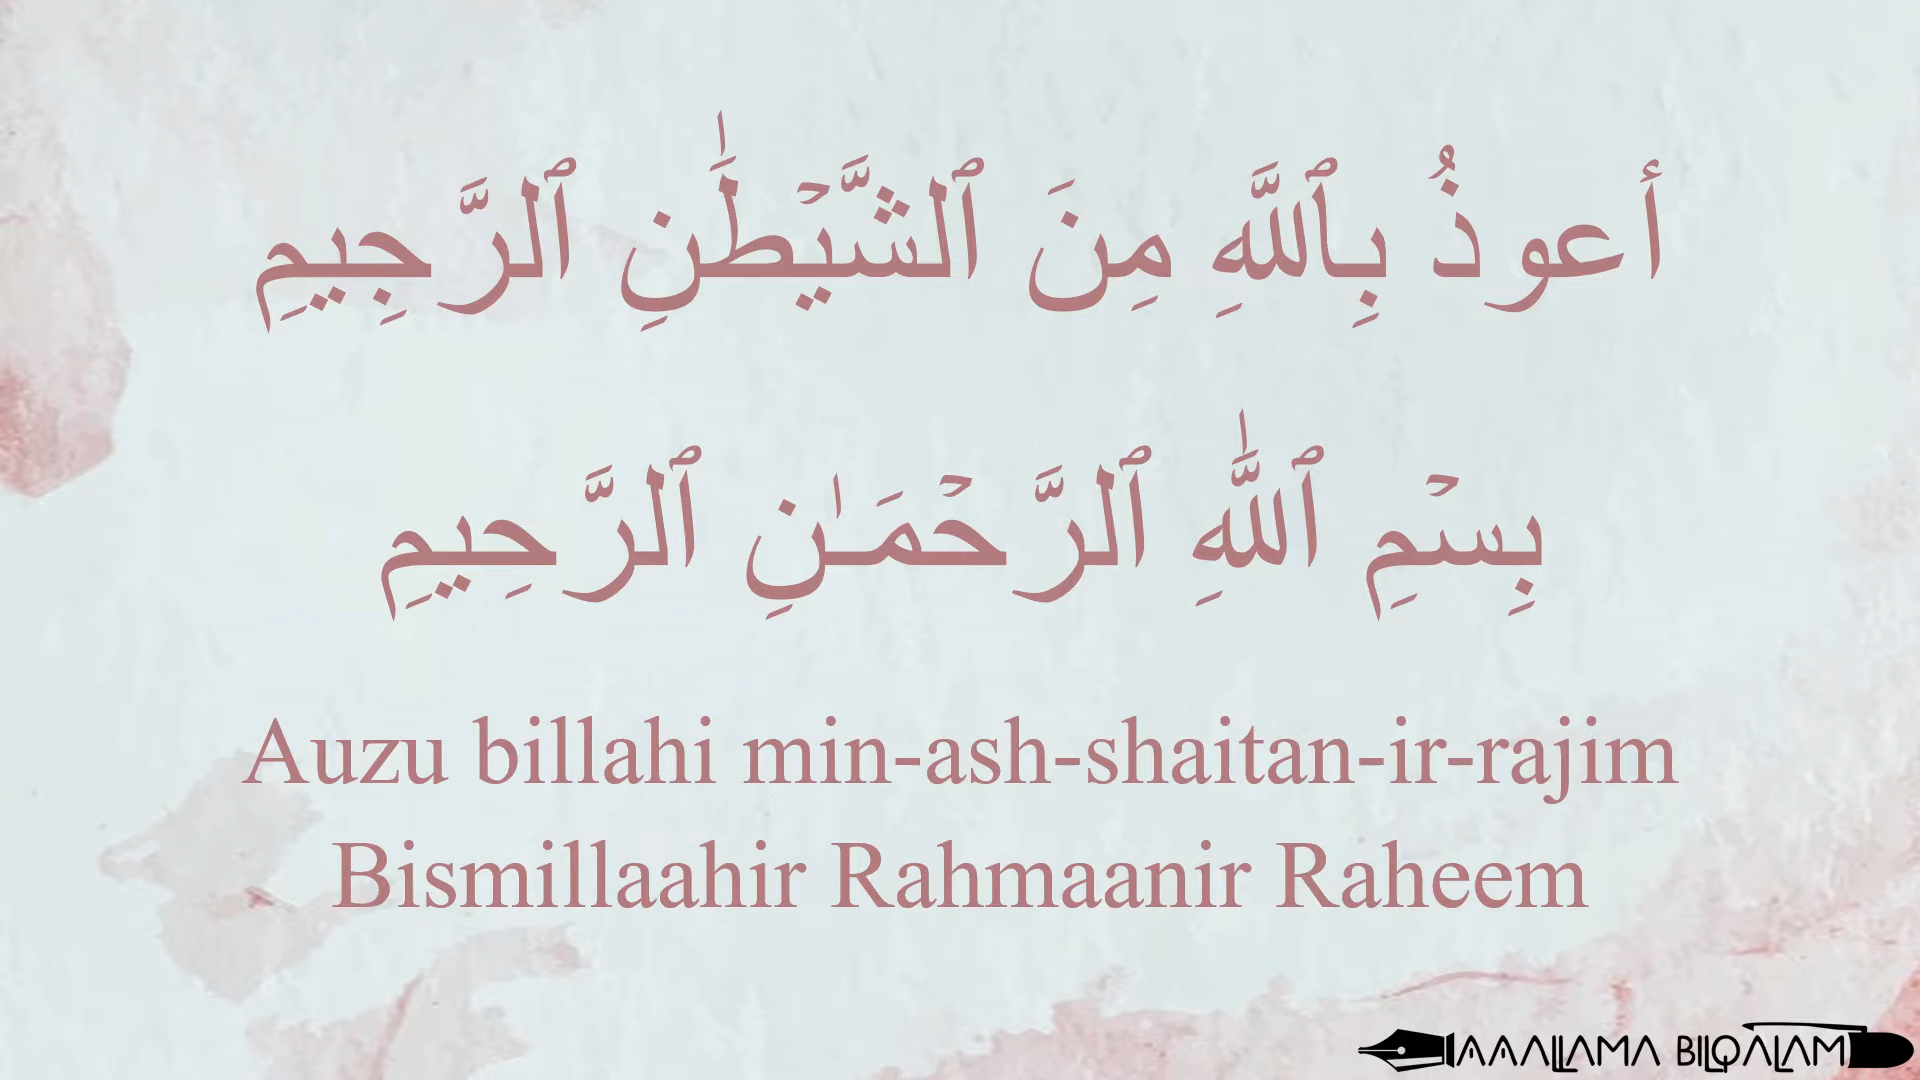 أعوذُ بِٱللَّهِ مِنَ ٱلشَّيۡطَٰنِ ٱلرَّجِيمِ
بِسۡمِ ٱللَّٰهِ ٱلرَّحۡمَـٰنِ ٱلرَّحِيمِ
Auzu billahi min-ash-shaitan-ir-rajim
Bismillaahir Rahmaanir Raheem
AAALLAMA BILQALAM